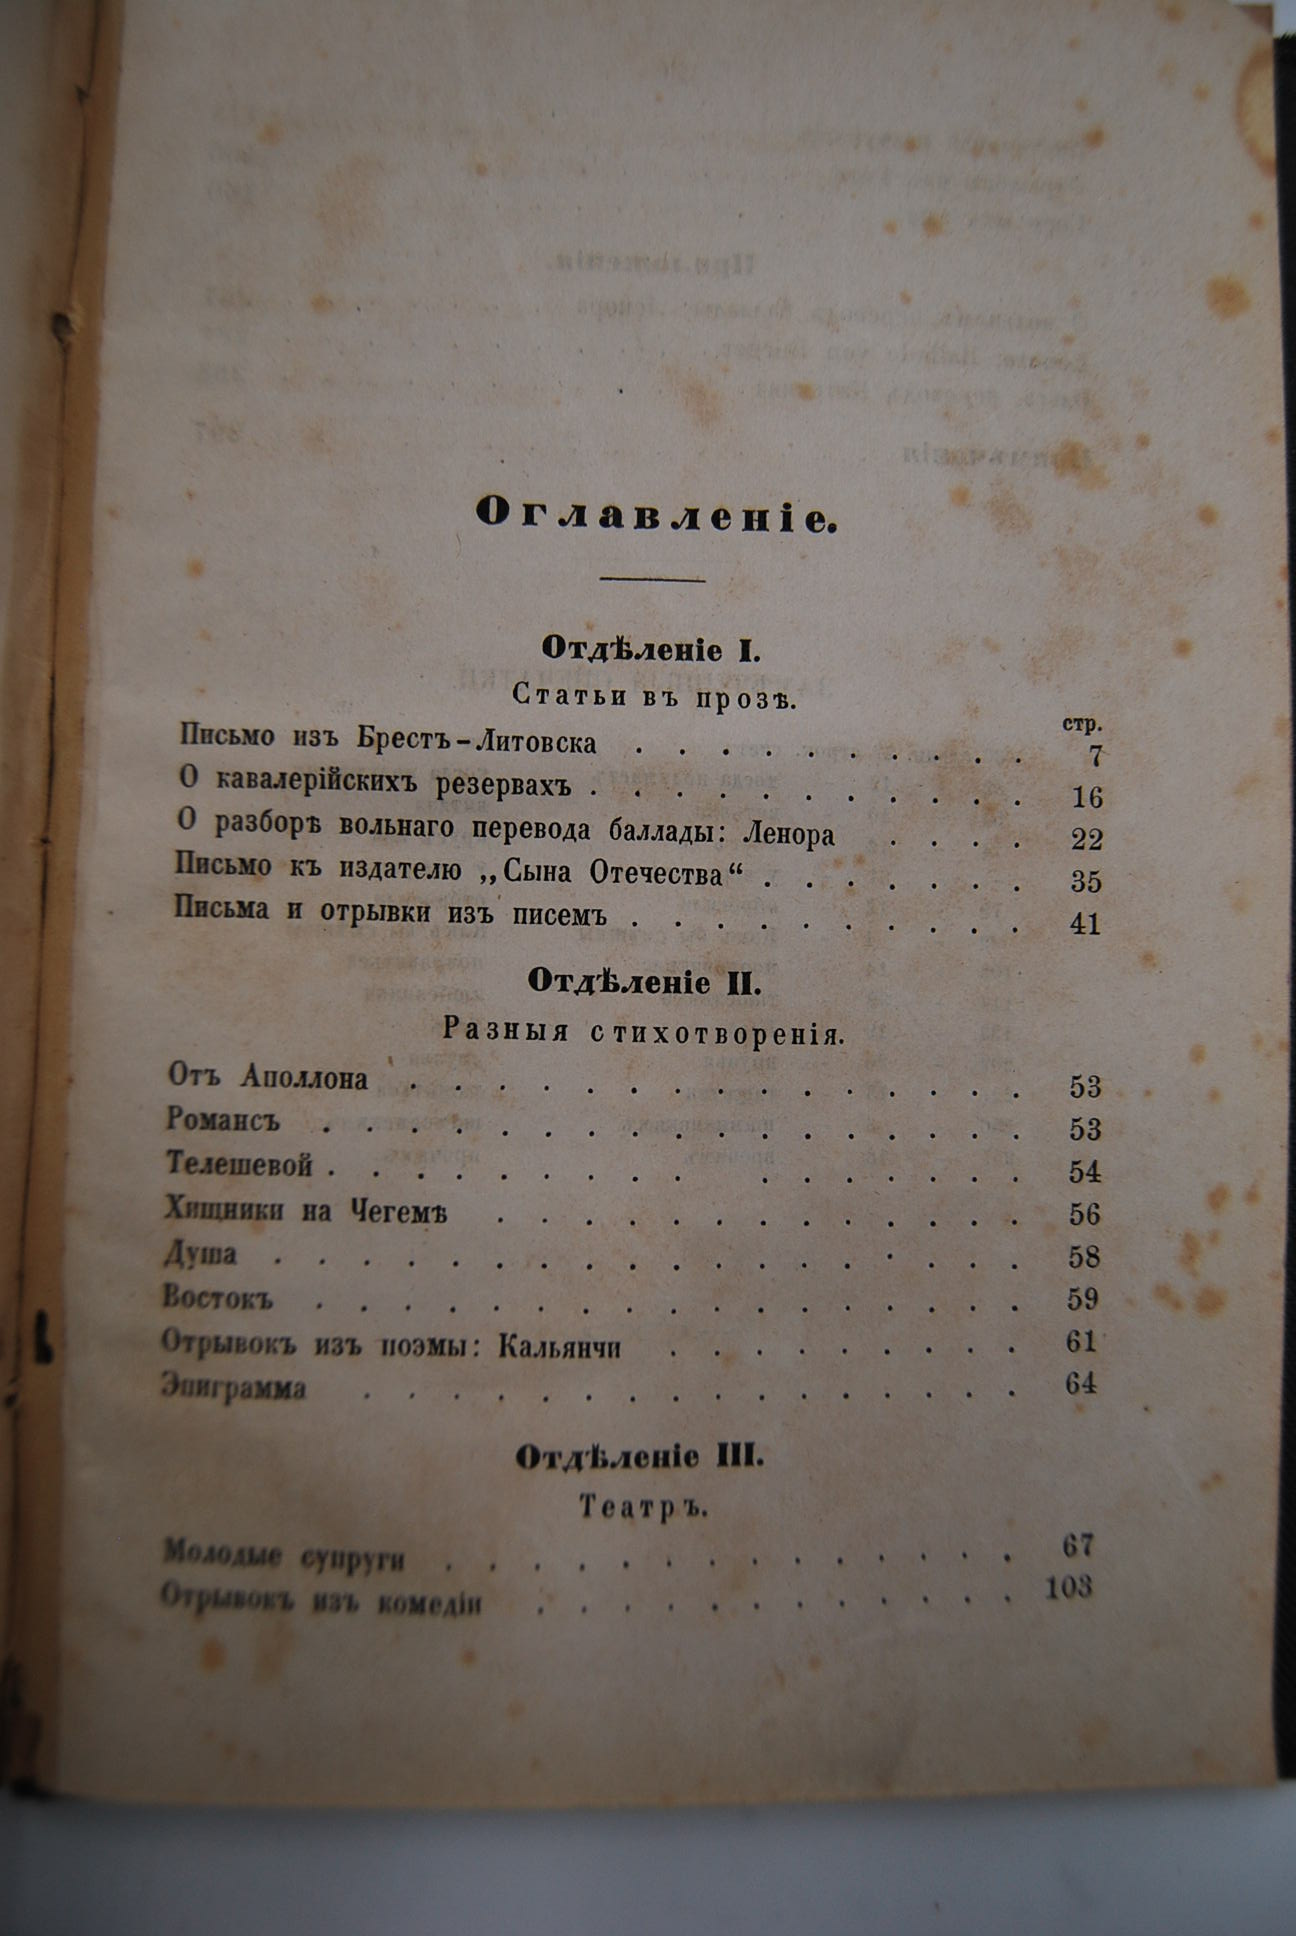 Оглавленіе.
Отдѣленіе I.
Статьи въ прозѣ.
стр.
Письмо изъ Брестъ-Литовска . . . . . . . . . . 7
О кавалерійскихъ резервахъ . . . . . . . . . . . 16
О разборѣ вольнаго перевода баллады: Ленора . . . . 22
Письмо къ издателю „Сына Отечества“ . . . . . . . 35
Письма и отрывки изъ писемъ . . . . . . . . . . 41
Отдѣленіе II.
Разныя стихотворенія.
Отъ Аполлона . . . . . . . . . . . . . . . 53
Романсъ . . . . . . . . . . . . . . . . . 53
Телешевой . . . . . . . . . . . . . . . . 54
Хищники на Чегемѣ . . . . . . . . . . . . . 56
Душа . . . . . . . . . . . . . . . . . . 58
Востокъ . . . . . . . . . . . . . . . . . 59
Отрывокъ изъ поэмы: Кальянчи . . . . . . . . . 61
Эпиграмма . . . . . . . . . . . . . . . . 64
Отдѣленіе III.
Театръ.
Молодые супруги . . . . . . . . . . . . . . 67
Отрывокъ изъ комедіи . . . . . . . . . . . . 103